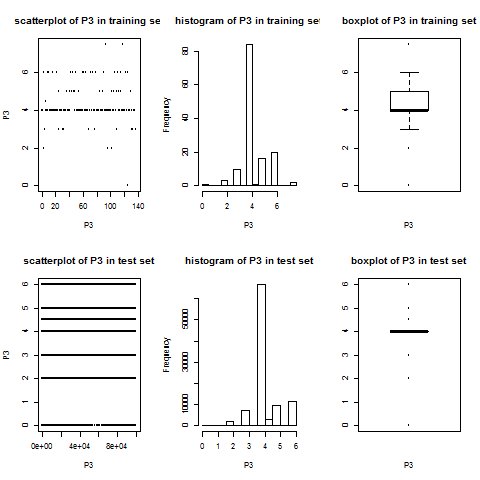 scatterplot of P3 in training se
P3
0 2 4 6
0 20 60 100 140
P3
histogram of P3 in training set
Frequency
0 20 40 60 80
0 2 4 6
P3
boxplot of P3 in training set
0 2 4 6
P3
scatterplot of P3 in test set
P3
0 1 2 3 4 5 6
0e+00 4e+04 8e+04
P3
histogram of P3 in test set
Frequency
0 10000 30000 50000
0 1 2 3 4 5 6
P3
boxplot of P3 in test set
0 1 2 3 4 5 6
P3